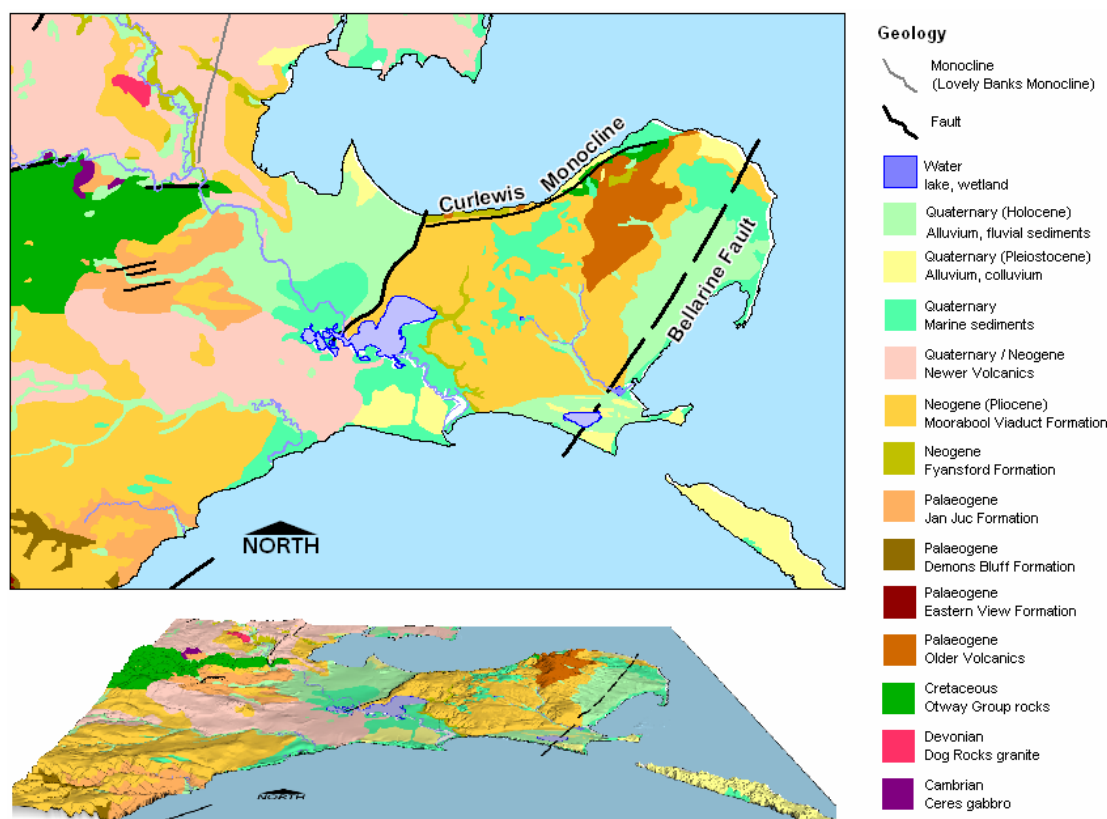 Curlewis Monocline
Bellarine Fault
NORTH
NORTH
Geology
Monocline
(Lovely Banks Monocline)
Fault
Water
lake, wetland
Quaternary (Holocene)
Alluvium, fluvial sediments
Quaternary (Pleiostocene)
Alluvium, colluvium
Quaternary
Marine sediments
Quaternary / Neogene
Newer Volcanics
Neogene (Pliocene)
Moorabool Viaduct Formation
Neogene
Fyansford Formation
Palaeogene
Jan Juc Formation
Palaeogene
Demons Bluff Formation
Palaeogene
Eastern View Formation
Palaeogene
Older Volcanics
Cretaceous
Otway Group rocks
Devonian
Dog Rocks granite
Cambrian
Ceres gabbro